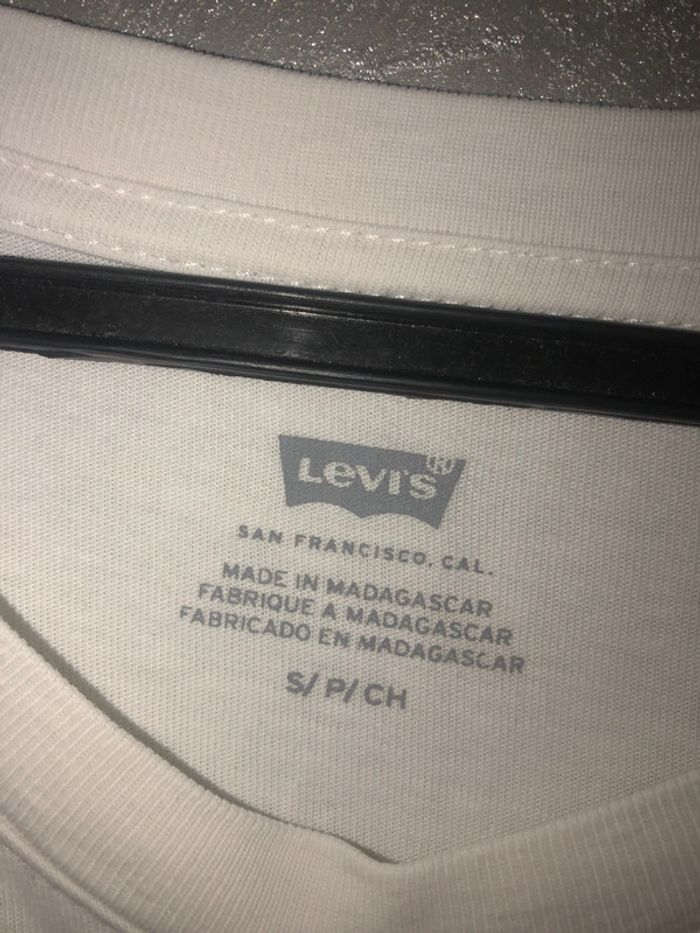 Levi's®
SAN FRANCISCO, CAL.
MADE IN MADAGASCAR
FABRIQUE A MADAGASCAR
FABRICADO EN MADAGASCAR
S/ P/ CH